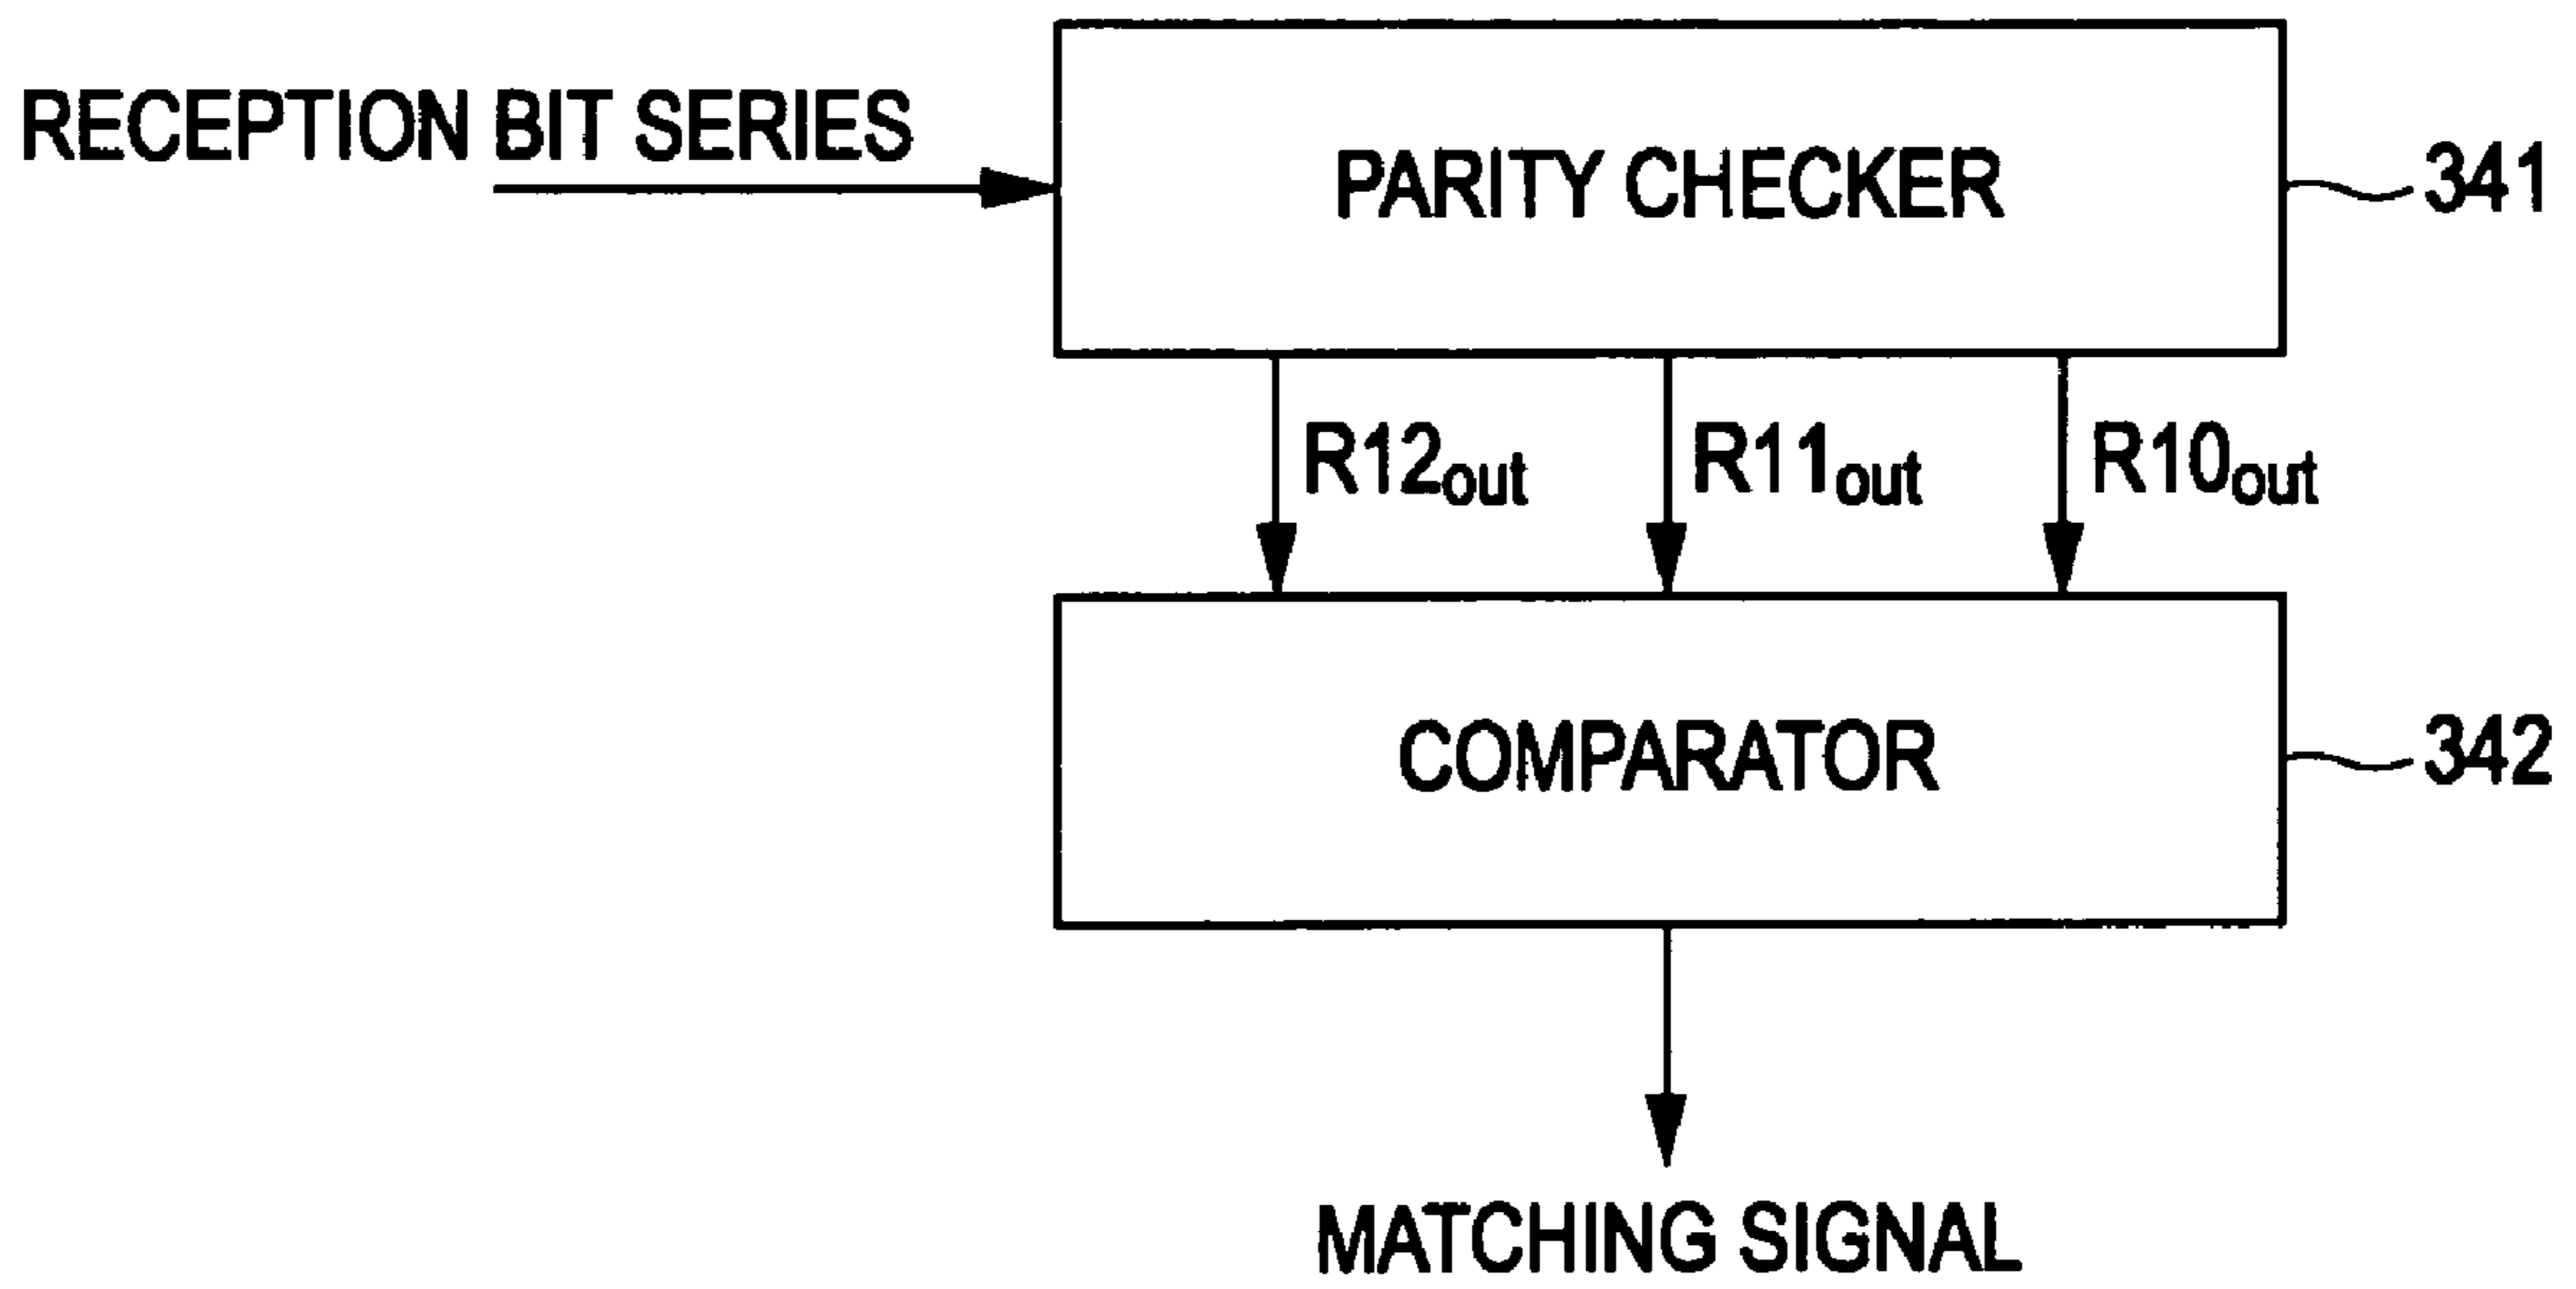 RECEPTION BIT SERIES
PARITY CHECKER
341
R12out
R11out
R10out
COMPARATOR
342
MATCHING SIGNAL